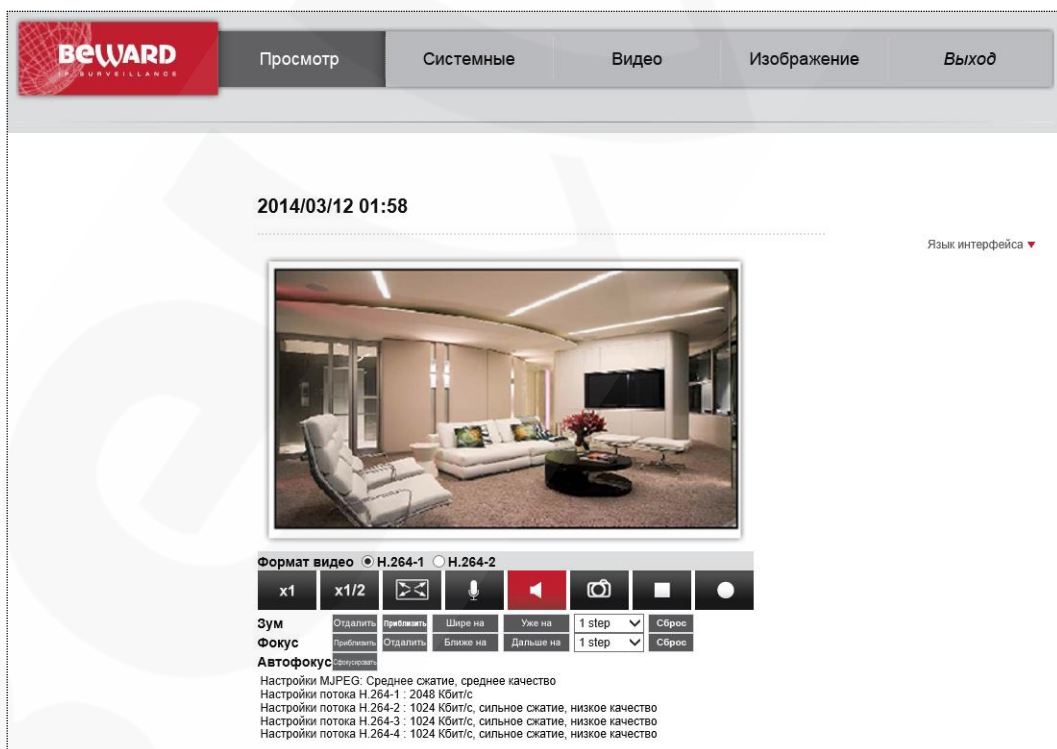 BEWARD
IP SURVEILLANCE
Просмотр Системные Видео Изображение Выход
2014/03/12 01:58
Язык интерфейса
Формат видео H.264-1 H.264-2
x1 x1/2
Зум Отдалить Приблизить Шире на Уже на 1 step Сброс
Фокус Приблизить Отдалить Ближе на Дальше на 1 step Сброс
Автофокус Сфокусировать
Настройки MJPEG: Среднее сжатие, среднее качество
Настройки потока H.264-1 : 2048 Кбит/с
Настройки потока H.264-2 : 1024 Кбит/с, сильное сжатие, низкое качество
Настройки потока H.264-3 : 1024 Кбит/с, сильное сжатие, низкое качество
Настройки потока H.264-4 : 1024 Кбит/с, сильное сжатие, низкое качество